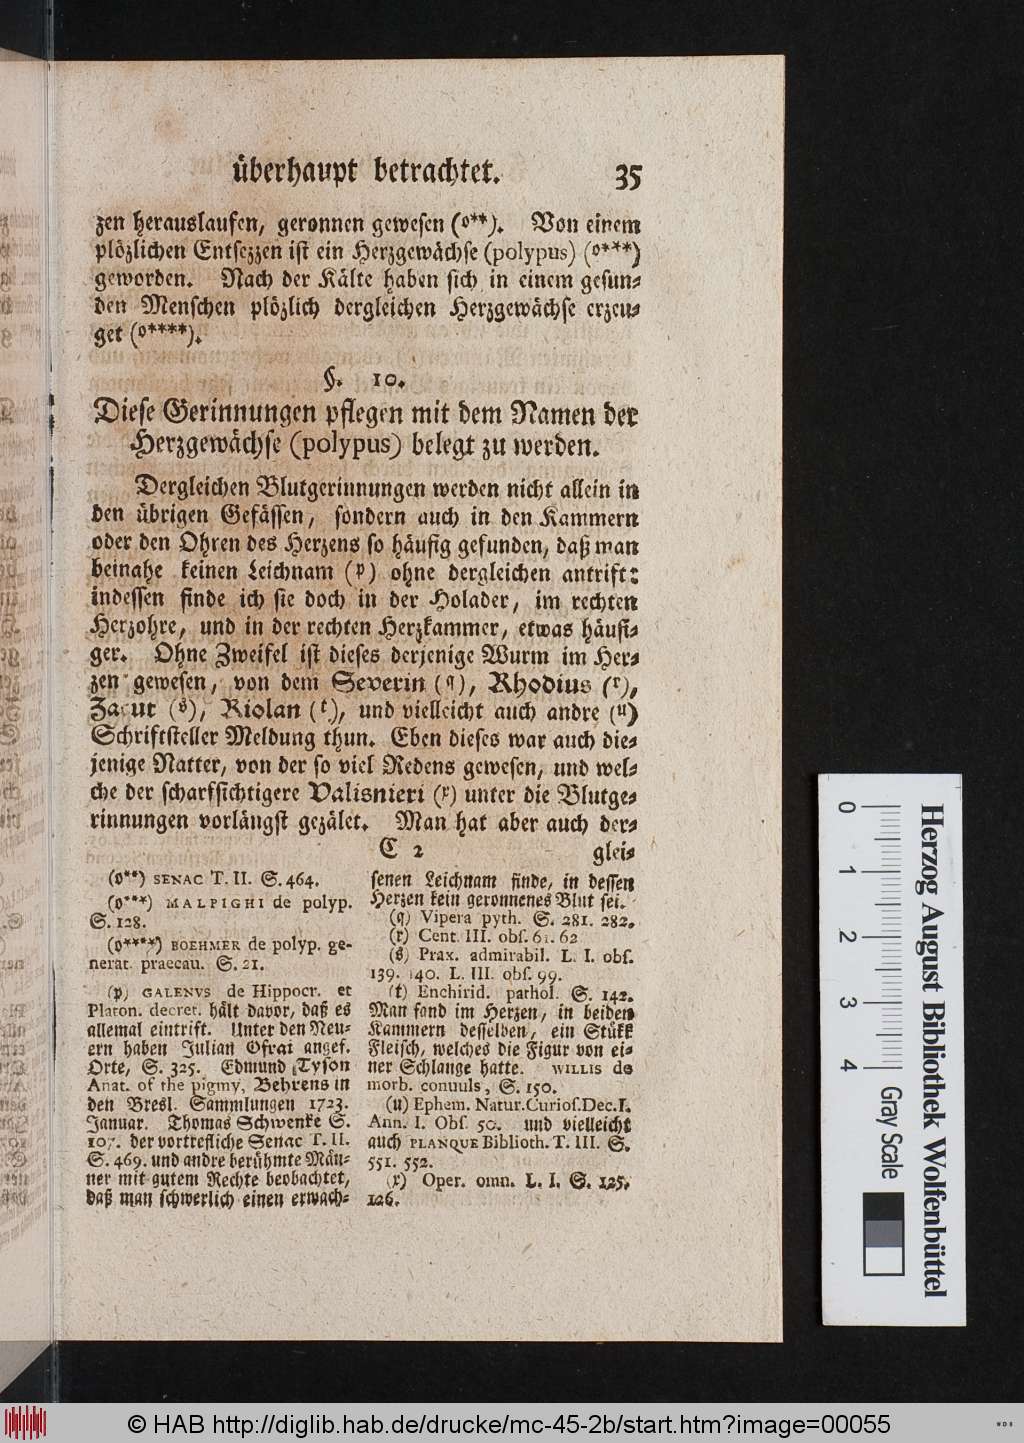 überhaupt betrachtet. 35
zen herauslaufen, geronnen gewesen (o**). Von einem
plözlichen Entsezzen ist ein Herzgewächse (polypus) (o***)
geworden. Nach der Kälte haben sich in einem gesun-
den Menschen plözlich dergleichen Herzgewächse erzeu-
get (o****).
§. 10.
Diese Gerinnungen pflegen mit dem Namen der
Herzgewächse (polypus) belegt zu werden.
Dergleichen Blutgerinnungen werden nicht allein in
den übrigen Gefässen, sondern auch in den Kammern
oder den Ohren des Herzens so häufig gefunden, daß man
beinahe keinen Leichnam (p) ohne dergleichen antrift:
indessen finde ich sie doch in der Holader, im rechten
Herzohre, und in der rechten Herzkammer, etwas häufi-
ger. Ohne Zweifel ist dieses derjenige Wurm im Her-
zen gewesen, von dem Severin (q), Rhodius (r),
Zacut (s), Riolan (t), und vielleicht auch andre (u)
Schriftsteller Meldung thun. Eben dieses war auch die-
jenige Natter, von der so viel Redens gewesen, und wel-
che der scharfsichtigere Valisnieri (x) unter die Blutge-
rinnungen vorlängst gezälet. Man hat aber auch der-
C 2 glei-
(o**) SENAC T. II. S. 464.
(o***) MALPIGHI de polyp.
S. 128.
(o****) BOEHMER de polyp. ge-
nerat. praecau. S. 21.
(p) GALENVS de Hippocr. et
Platon. decret. hält davor, daß es
allemal eintrift. Unter den Neu-
ern haben Julian Ofrai angef.
Orte, S. 325. Edmund Tyson
Anat. of the pigmy, Behrens in
den Bresl. Sammlungen 1723.
Januar. Thomas Schwenke S.
107. der vortrefliche Senac T. II.
S. 469. und andre berühmte Män-
ner mit gutem Rechte beobachtet,
daß man schwerlich einen erwach-
senen Leichnam finde, in dessen
Herzen kein geronnenes Blut sei.
(q) Vipera pyth. S. 281. 282.
(r) Cent. III. obs. 61. 62
(s) Prax. admirabil. L. I. obs.
139. 140. L. III. obs. 99.
(t) Enchirid. pathol. S. 142.
Man fand im Herzen, in beiden
Kammern desselben, ein Stükk
Fleisch, welches die Figur von ei-
ner Schlange hatte. WILLIS de
morb. conuuls, S. 150.
(u) Ephem. Natur. Curios. Dec. I.
Ann. I. Obs. 50. und vielleicht
auch PLANQUE Biblioth. T. III. S.
551. 552.
(x) Oper. omn. L. I. S. 125.
126.
0 1 2 3 4
Gray Scale
Herzog August Bibliothek Wolfenbüttel
© HAB http://diglib.hab.de/drucke/mc-45-2b/start.htm?image=00055